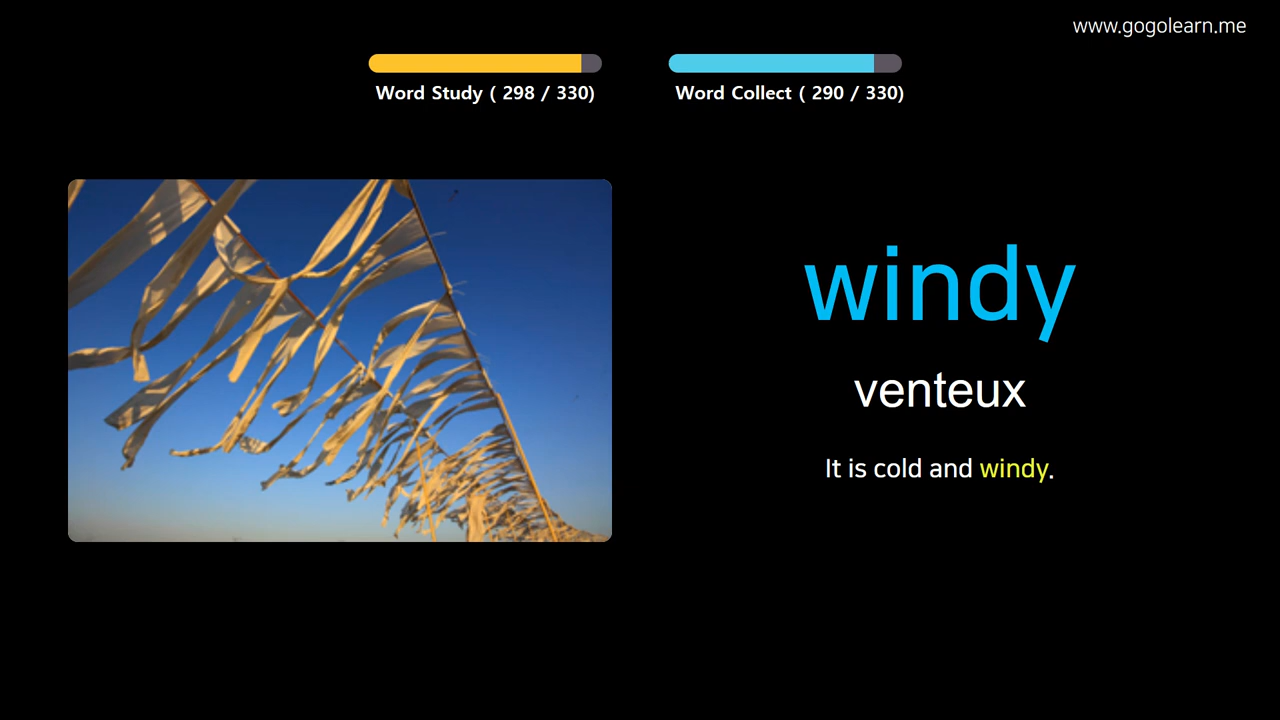 www.gogolearn.me
Word Study ( 298 / 330)
Word Collect ( 290 / 330)
windy
venteux
It is cold and windy.